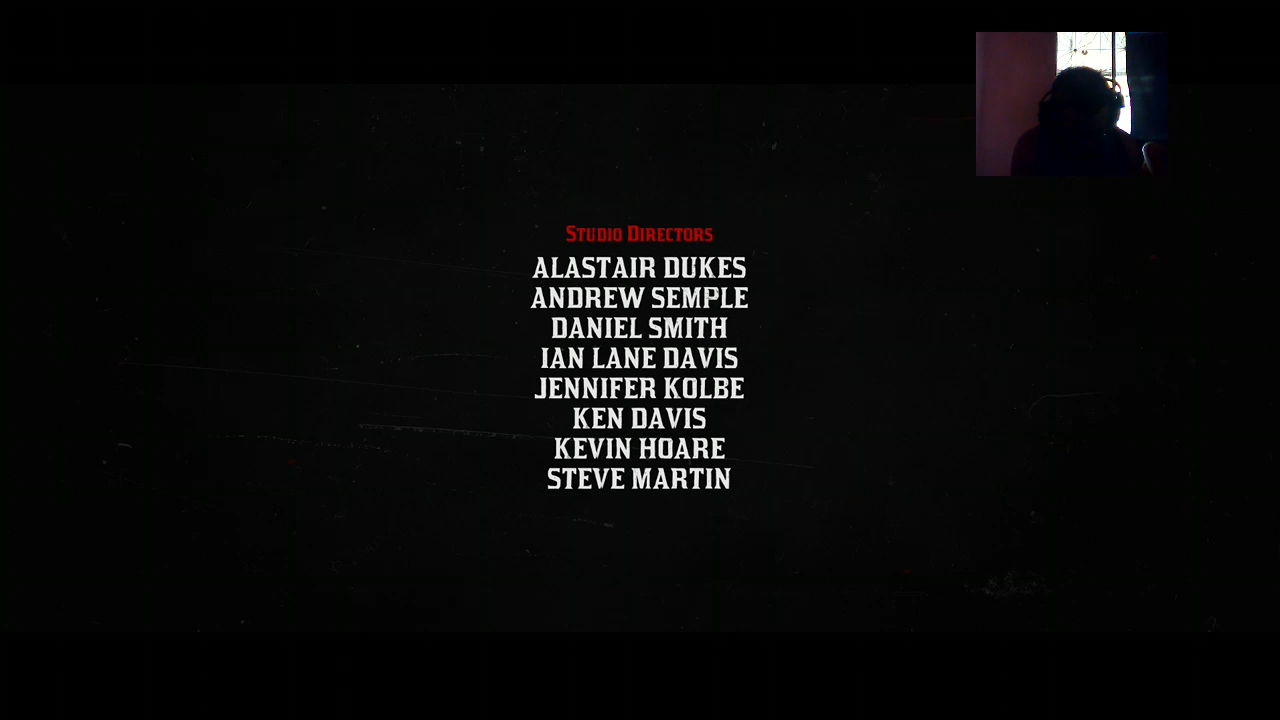 Studio Directors
ALASTAIR DUKES
ANDREW SEMPLE
DANIEL SMITH
IAN LANE DAVIS
JENNIFER KOLBE
KEN DAVIS
KEVIN HOARE
STEVE MARTIN